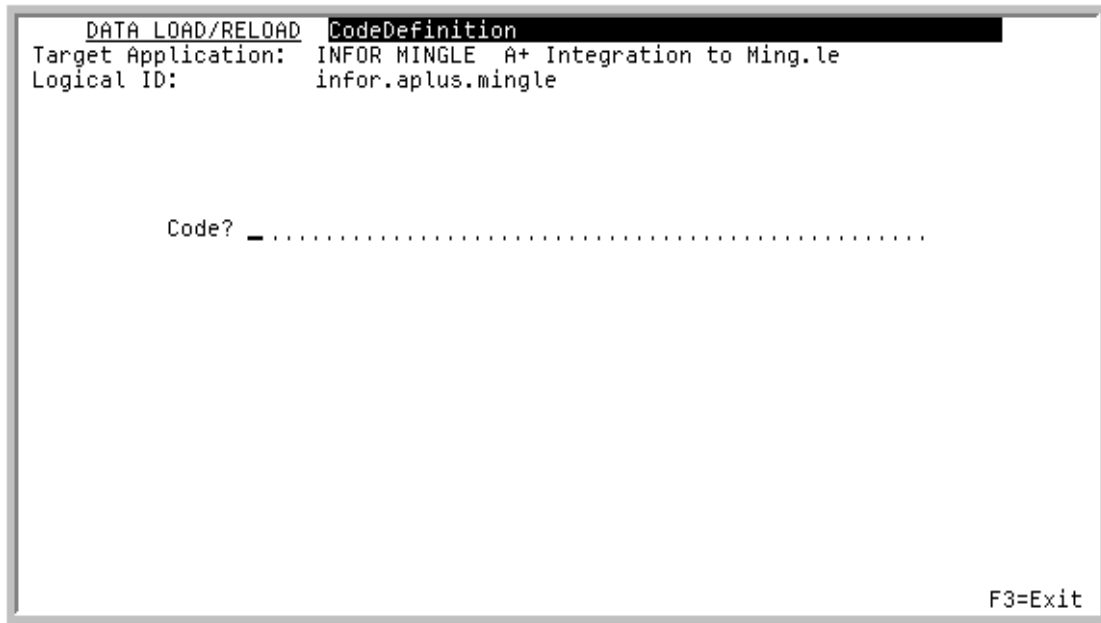 DATA LOAD/RELOAD CodeDefinition
Target Application: INFOR MINGLE A+ Integration to Ming.le
Logical ID: infor.aplus.mingle
Code? _ . . . . . . . . . . . . . . . . . . . . . . . . . . . . . . . . . . . . . . . . . . . . . . . . .
F3=Exit